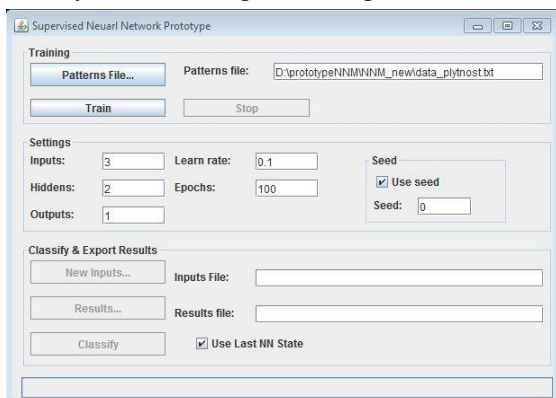 Supervised Neuarl Network Prototype
Training
Patterns File... Patterns file: D:\prototypeNNM\NNM_new\data_plytnost.txt
Train Stop
Settings
Inputs: 3 Learn rate: 0.1 Seed
Hiddens: 2 Epochs: 100 Use seed
Outputs: 1 Seed: 0
Classify & Export Results
New Inputs... Inputs File:
Results... Results file:
Classify Use Last NN State